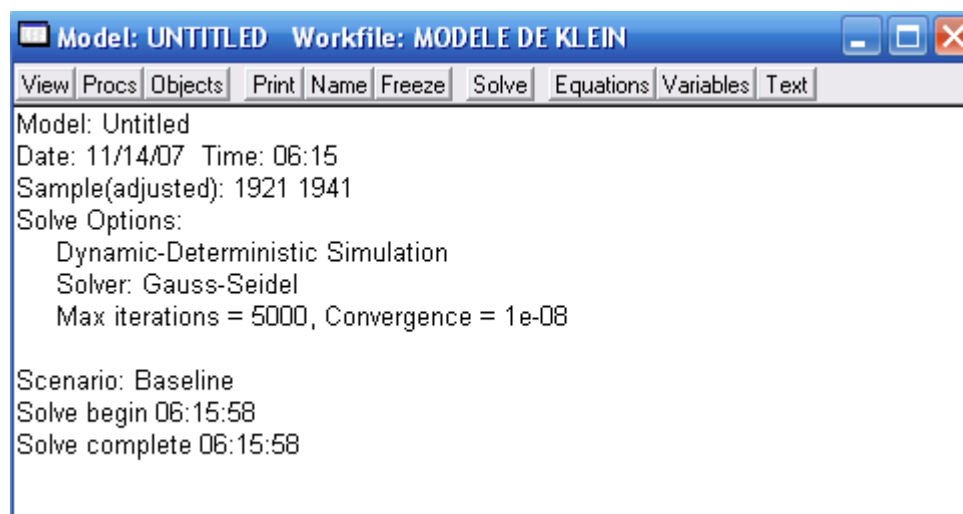 Model: UNTITLED Workfile: MODELE DE KLEIN
View Procs Objects Print Name Freeze Solve Equations Variables Text
Model: Untitled
Date: 11/14/07 Time: 06:15
Sample(adjusted): 1921 1941
Solve Options:
Dynamic-Deterministic Simulation
Solver: Gauss-Seidel
Max iterations = 5000, Convergence = 1e-08
Scenario: Baseline
Solve begin 06:15:58
Solve complete 06:15:58